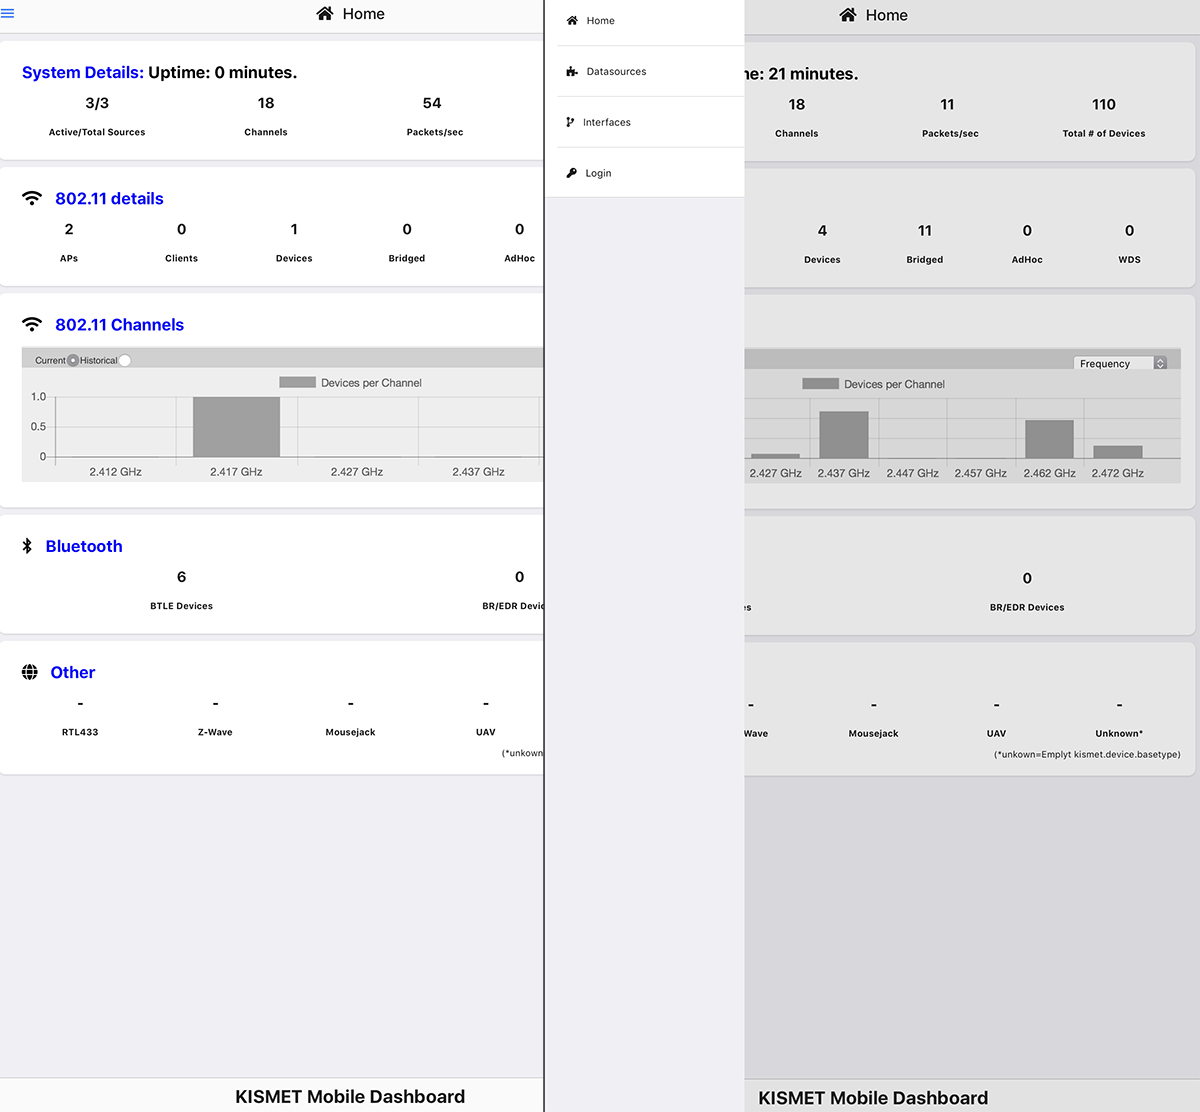 Home
System Details: Uptime: 0 minutes.
3/3 18 54
Active/Total Sources Channels Packets/sec
802.11 details
2 0 1 0 0
APs Clients Devices Bridged AdHoc
802.11 Channels
Current Historical
Devices per Channel
1.0
0.5
0
2.412 GHz 2.417 GHz 2.427 GHz 2.437 GHz
Bluetooth
6 0
BTLE Devices BR/EDR Devic
Other
- - - -
RTL433 Z-Wave Mousejack UAV
(*unkown
KISMET Mobile Dashboard
Home
Datasources
Interfaces
Login
Home
ne: 21 minutes.
18 11 110
Channels Packets/sec Total # of Devices
4 11 0 0
Devices Bridged AdHoc WDS
Frequency
Devices per Channel
2.427 GHz 2.437 GHz 2.447 GHz 2.457 GHz 2.462 GHz 2.472 GHz
0
es BR/EDR Devices
- - - -
Wave Mousejack UAV Unknown*
(*unkown=Emplyt kismet.device.basetype)
KISMET Mobile Dashboard